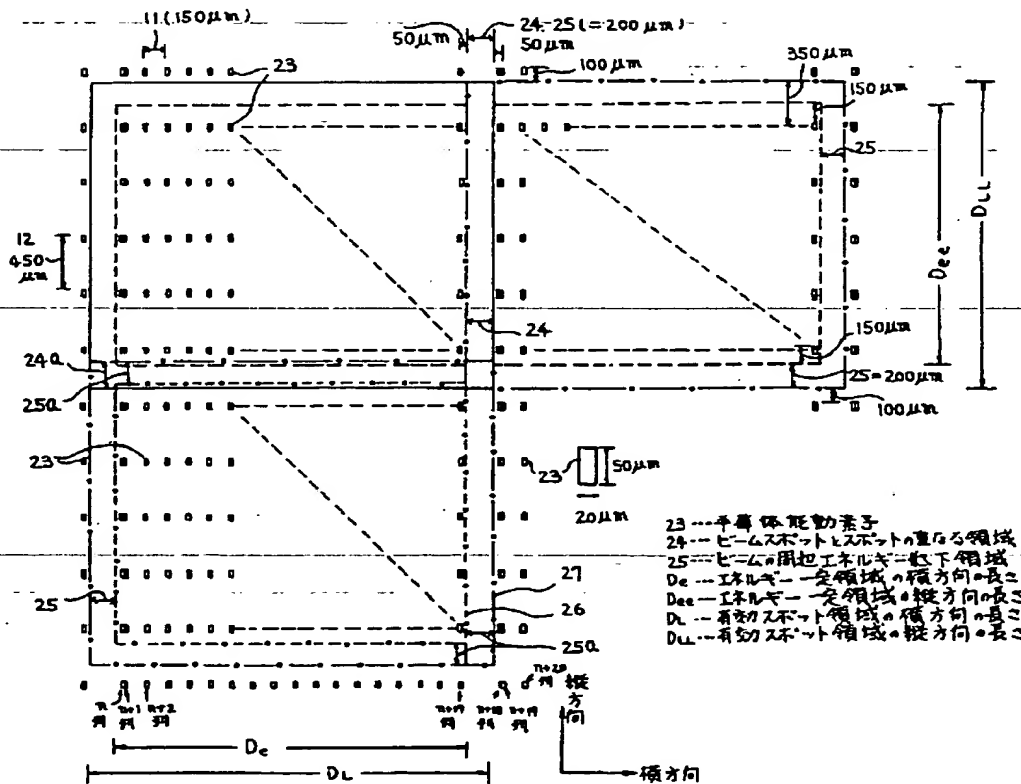 11(150μm)
24-25(=200μm)
50μm
50μm
23
100μm
350μm
150μm
25
DLL
Dee
12
450
μm
24
150μm
24a
25=200μm
25a
100μm
23
23
50μm
20μm
23---半導体能動素子
24---ビームスポットとスポットの重なる領域
25---ビームの周辺エネルギー低下領域
De---エネルギー一定領域の横方向の長さ
Dee---エネルギー一定領域の縦方向の長さ
DL---有効スポット領域の横方向の長さ
DLL---有効スポット領域の縦方向の長さ
27
25
26
25a
n列
n+1列
n+2列
n+17列
n+18列
n+19列
n+20列
縦方向
De
DL
横方向